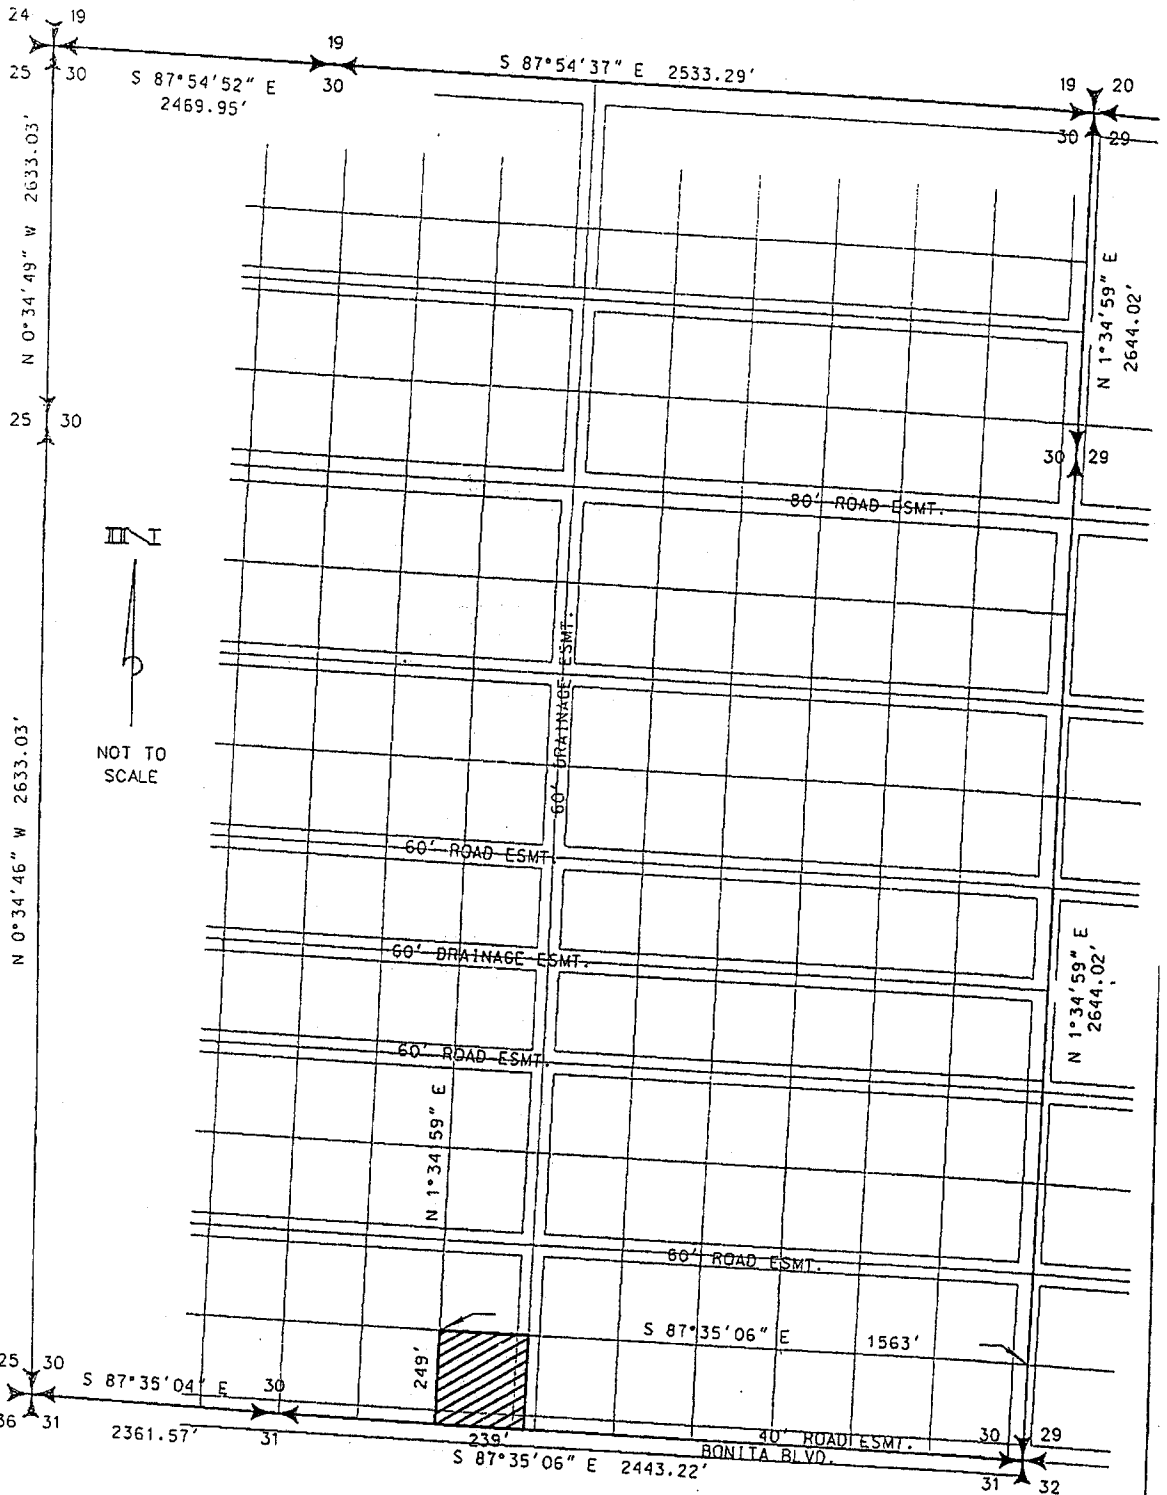 24 19
19
S 87°54'37" E 2533.29'
25 30
S 87°54'52" E
2469.95'
30
19 20
30 29
N 0°34'49" W 2633.03'
N 1°34'59" E
2644.02'
25 30
30 29
80' ROAD ESMT.
N
NOT TO
SCALE
60' DRAINAGE ESMT.
N 0°34'46" W 2633.03'
60' ROAD ESMT.
60' DRAINAGE ESMT.
N 1°34'59" E
2644.02'
60' ROAD ESMT.
N 1°34'59" E
60' ROAD ESMT.
S 87°35'06" E 1563'
249'
25 30
S 87°35'04" E 30
36 31
2361.57'
31
239'
40' ROAD ESMT.
30 29
BONITA BLVD.
S 87°35'06" E 2443.22'
31 32